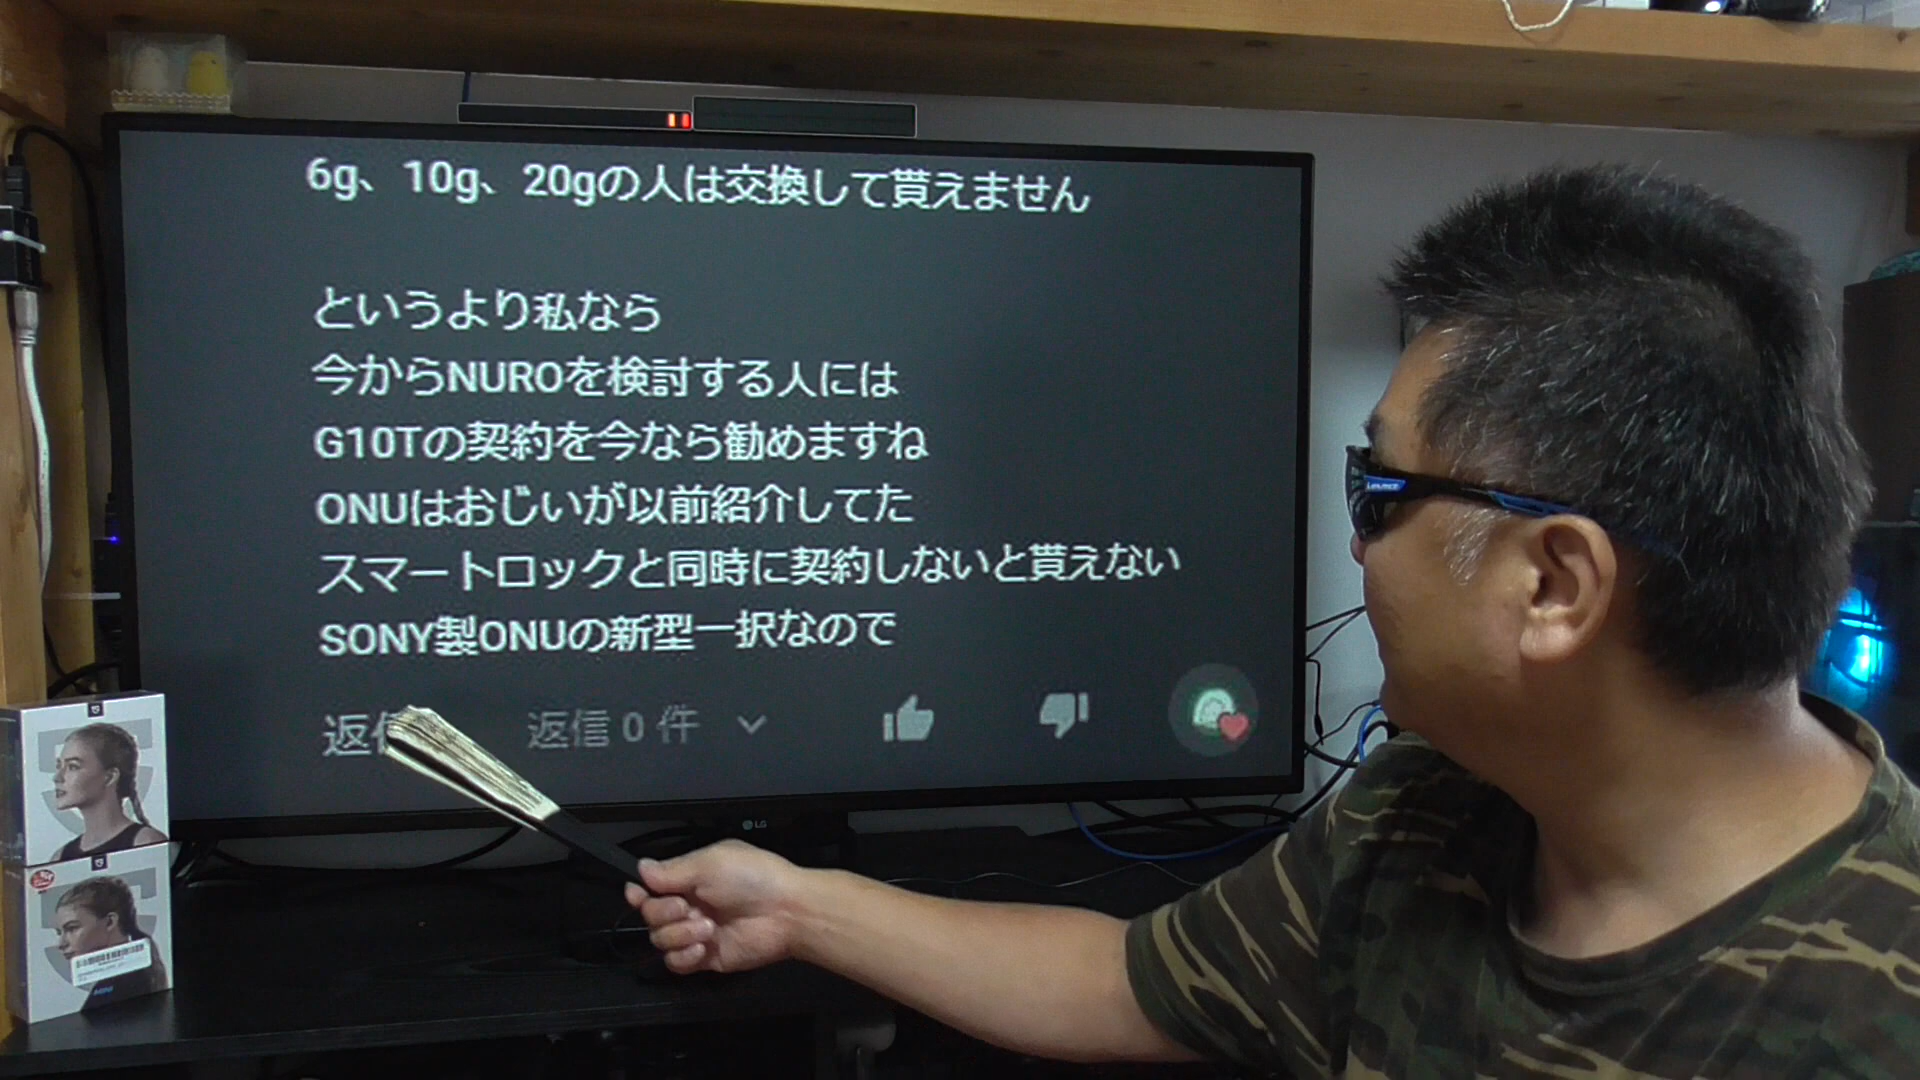 6g、10g、20gの人は交換して貰えません
というより私なら
今からNUROを検討する人には
G10Tの契約を今なら勧めますね
ONUはおじいが以前紹介してた
スマートロックと同時に契約しないと貰えない
SONY製ONUの新型一択なので
返信 0 件
LG
MINI